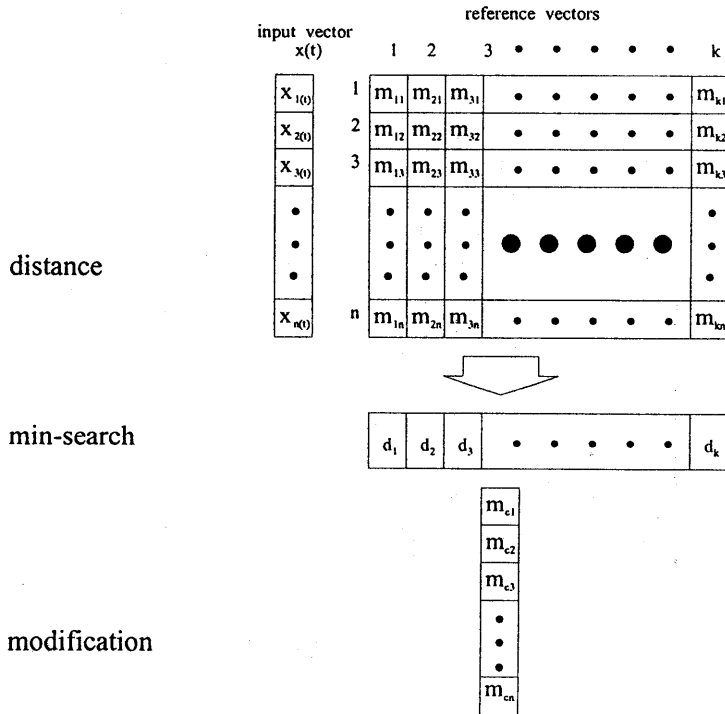 reference vectors
input vector
x(t) 1 2 3 • • • • • k
x1(t) 1 m11 m21 m31 • • • • • mk1
x2(t) 2 m12 m22 m32 • • • • • mk2
x3(t) 3 m13 m23 m33 • • • • • mk3
distance
xn(t) n m1n m2n m3n • • • • • mkn
min-search d1 d2 d3 • • • • • dk
mc1
mc2
mc3
modification
mcn